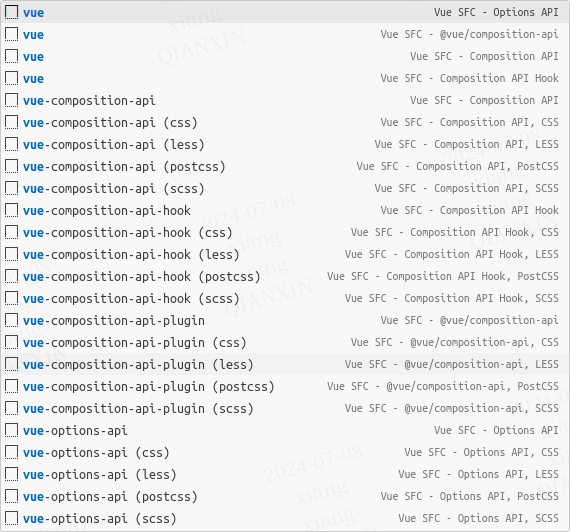 vue Vue SFC - Options API
vue Vue SFC - @vue/composition-api
vue Vue SFC - Composition API
vue Vue SFC - Composition API Hook
vue-composition-api Vue SFC - Composition API
vue-composition-api (css) Vue SFC - Composition API, CSS
vue-composition-api (less) Vue SFC - Composition API, LESS
vue-composition-api (postcss) Vue SFC - Composition API, PostCSS
vue-composition-api (scss) Vue SFC - Composition API, SCSS
vue-composition-api-hook Vue SFC - Composition API Hook
vue-composition-api-hook (css) Vue SFC - Composition API Hook, CSS
vue-composition-api-hook (less) Vue SFC - Composition API Hook, LESS
vue-composition-api-hook (postcss) Vue SFC - Composition API Hook, PostCSS
vue-composition-api-hook (scss) Vue SFC - Composition API Hook, SCSS
vue-composition-api-plugin Vue SFC - @vue/composition-api
vue-composition-api-plugin (css) Vue SFC - @vue/composition-api, CSS
vue-composition-api-plugin (less) Vue SFC - @vue/composition-api, LESS
vue-composition-api-plugin (postcss) Vue SFC - @vue/composition-api, PostCSS
vue-composition-api-plugin (scss) Vue SFC - @vue/composition-api, SCSS
vue-options-api Vue SFC - Options API
vue-options-api (css) Vue SFC - Options API, CSS
vue-options-api (less) Vue SFC - Options API, LESS
vue-options-api (postcss) Vue SFC - Options API, PostCSS
vue-options-api (scss) Vue SFC - Options API, SCSS
xiang
QIANXIN
2024-07-08
xiang
xiang
QIANXIN
2024-07-08
xiang
xiang